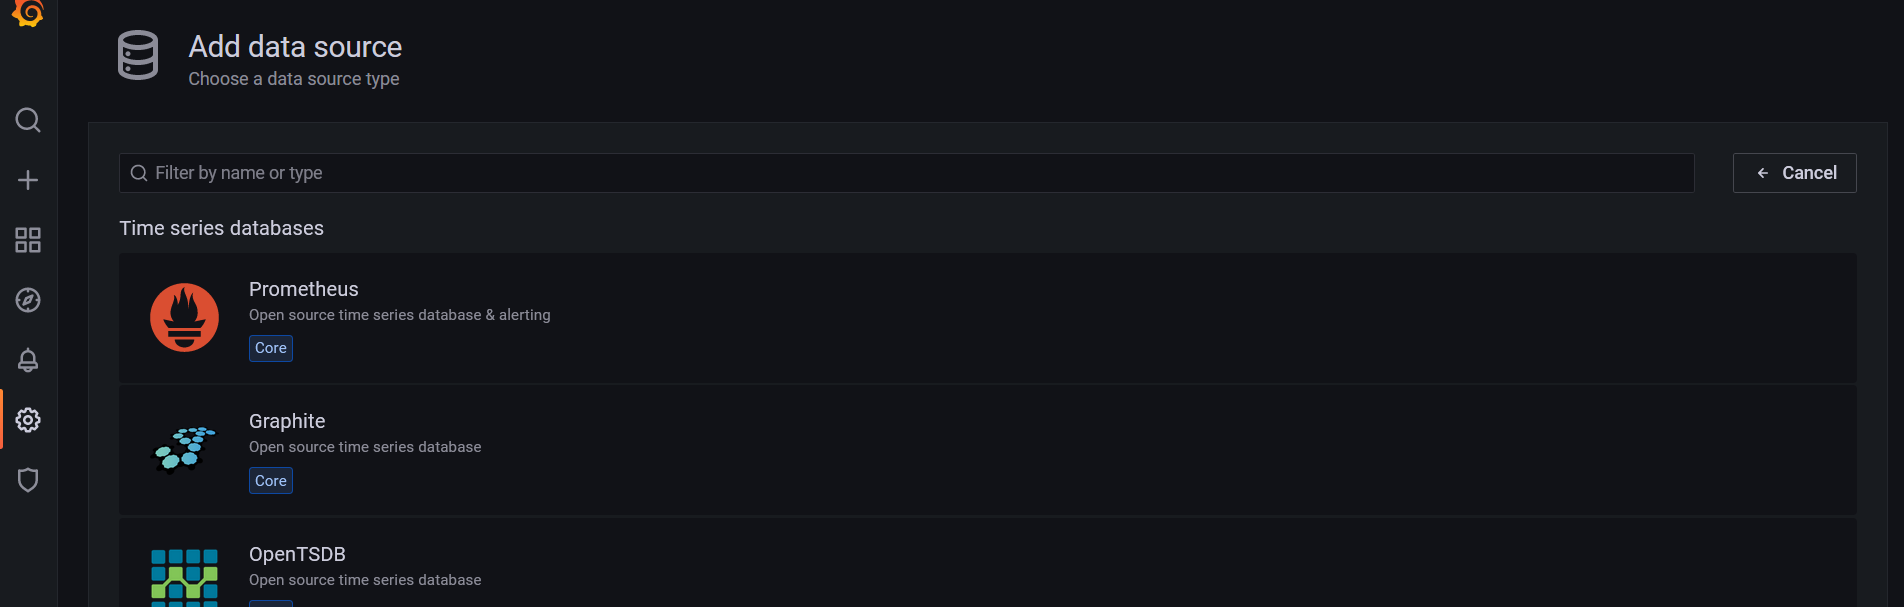 Add data source
Choose a data source type
Filter by name or type
Cancel
Time series databases
Prometheus
Open source time series database & alerting
Core
Graphite
Open source time series database
Core
OpenTSDB
Open source time series database